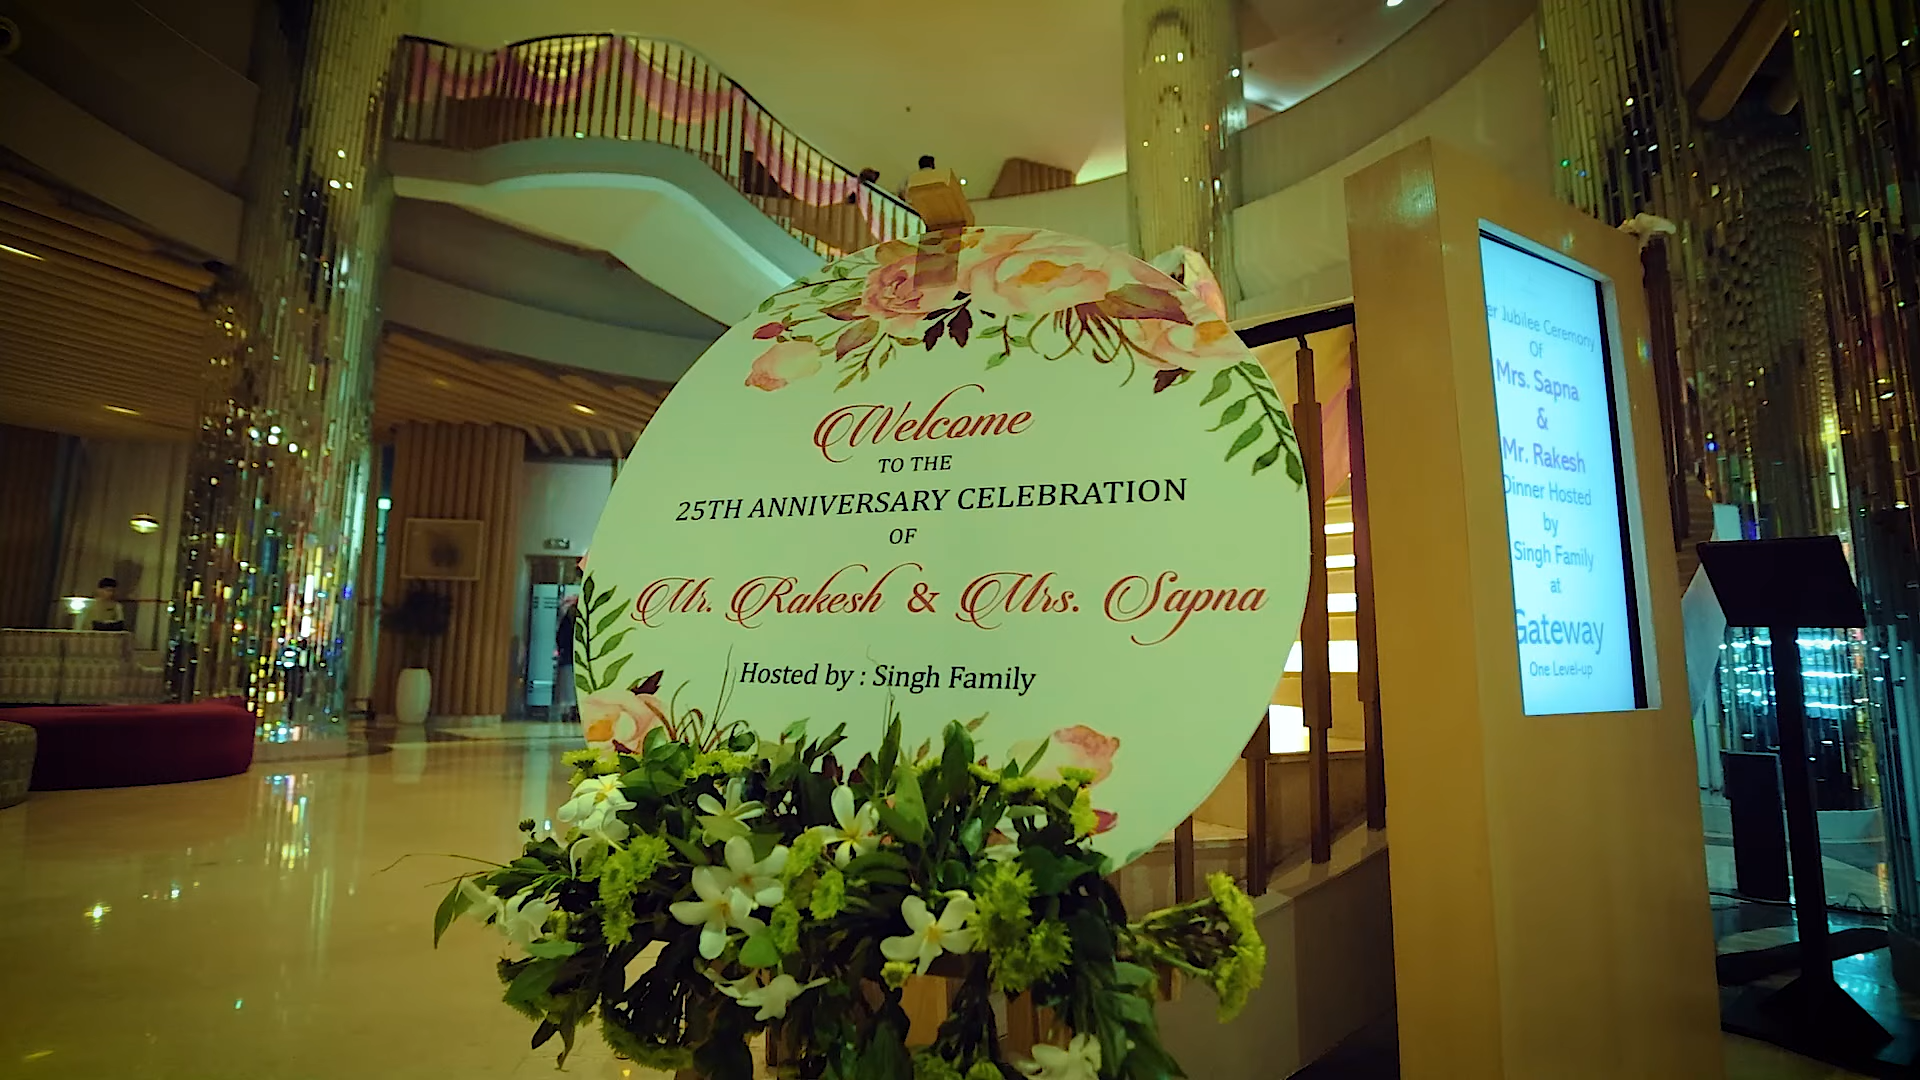 Welcome
TO THE
25TH ANNIVERSARY CELEBRATION
OF
Mr. Rakesh & Mrs. Sapna
Hosted by : Singh Family
Jubilee Ceremony
Of
Mrs. Sapna
&
Mr. Rakesh
Dinner Hosted
by
Singh Family
at
Gateway
One Level-up